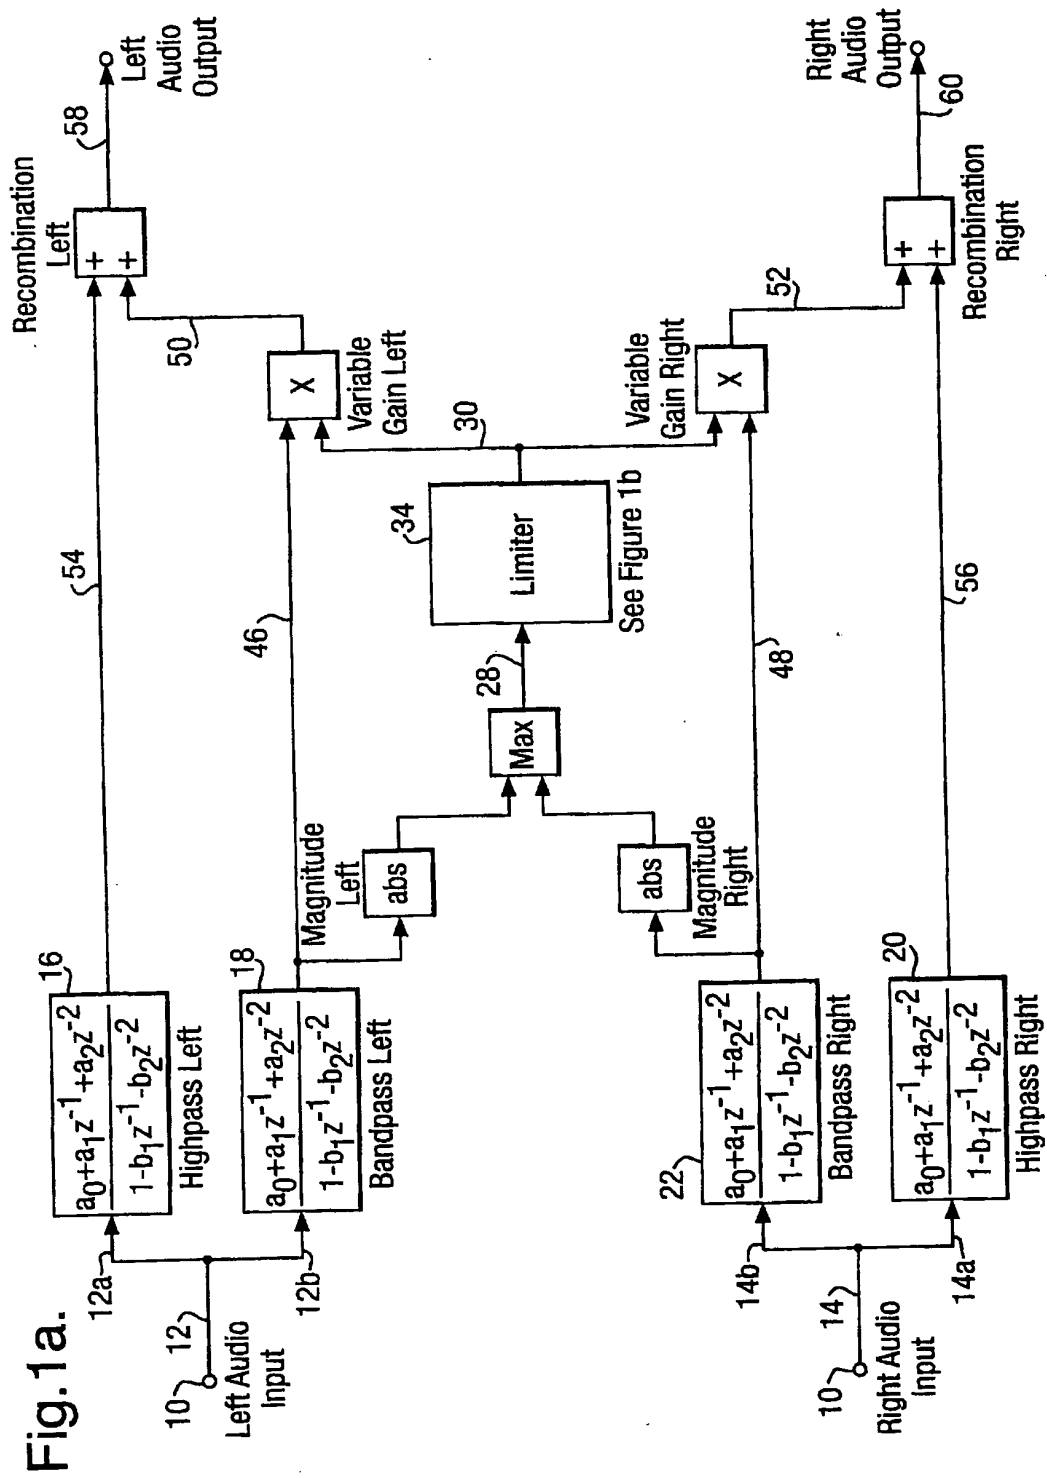 Fig.1a.
10
12
Left Audio
Input
12a
12b
16
a0+a1z-1+a2z-2
1-b1z-1-b2z-2
Highpass Left
18
a0+a1z-1+a2z-2
1-b1z-1-b2z-2
Bandpass Left
54
46
Magnitude
Left
abs
Max
28
34
Limiter
See Figure 1b
30
X
Variable
Gain Left
50
Recombination
Left
+
+
58
Left
Audio
Output
10
14
Right Audio
Input
14b
14a
22
a0+a1z-1+a2z-2
1-b1z-1-b2z-2
Bandpass Right
20
a0+a1z-1+a2z-2
1-b1z-1-b2z-2
Highpass Right
abs
Magnitude
Right
48
56
Variable
Gain Right
X
52
+
+
Recombination
Right
60
Right
Audio
Output